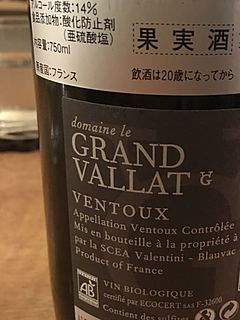 アルコール度数:14%
食品添加物:酸化防止剤
(亜硫酸塩)
内容量:750ml
原産国:フランス
果実酒
飲酒は20歳になってから
domaine le
GRAND
VALLAT
VENTOUX
Appellation Ventoux Contrôlée
Mis en bouteille à la propriété
par la SCEA Valentini - Blauvac
Product of France
AB
VIN BIOLOGIQUE
certifié par ECOCERT SAS F-32600
Contient des sulfites